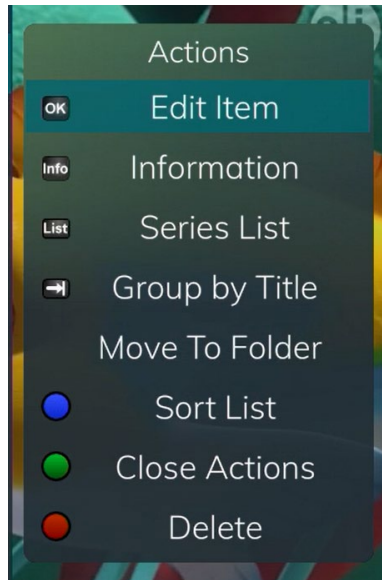 Actions
OK Edit Item
Info Information
List Series List
Group by Title
Move To Folder
Sort List
Close Actions
Delete